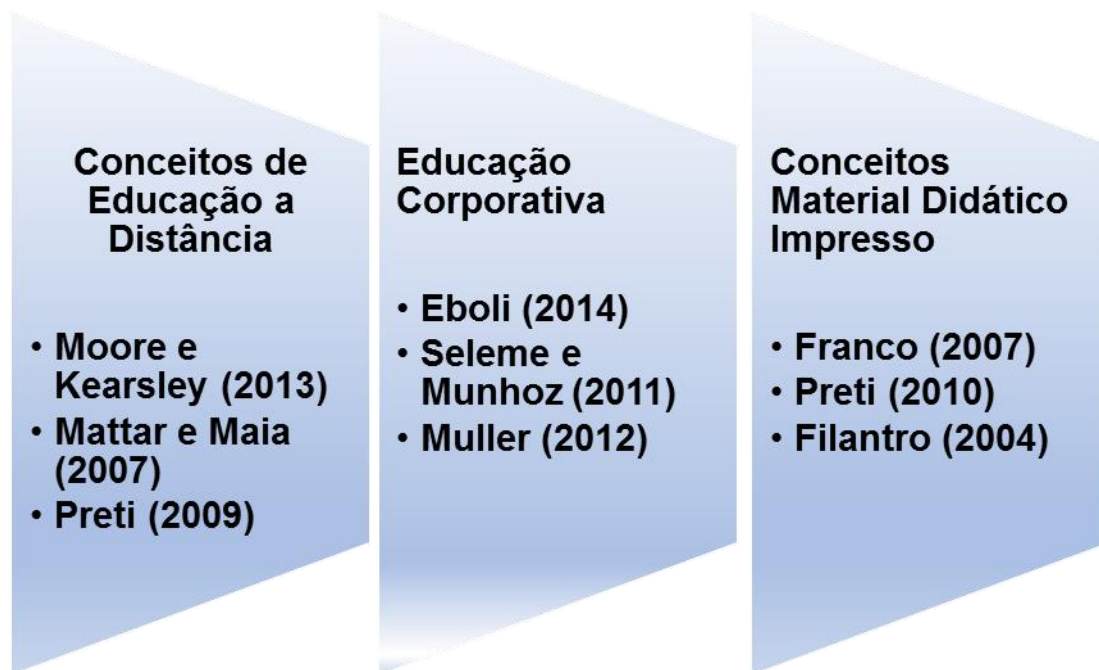 Conceitos de
Educação a
Distância
• Moore e
Kearsley (2013)
• Mattar e Maia
(2007)
• Preti (2009)
Educação
Corporativa
• Eboli (2014)
• Seleme e
Munhoz (2011)
• Muller (2012)
Conceitos
Material Didático
Impresso
• Franco (2007)
• Preti (2010)
• Filantro (2004)